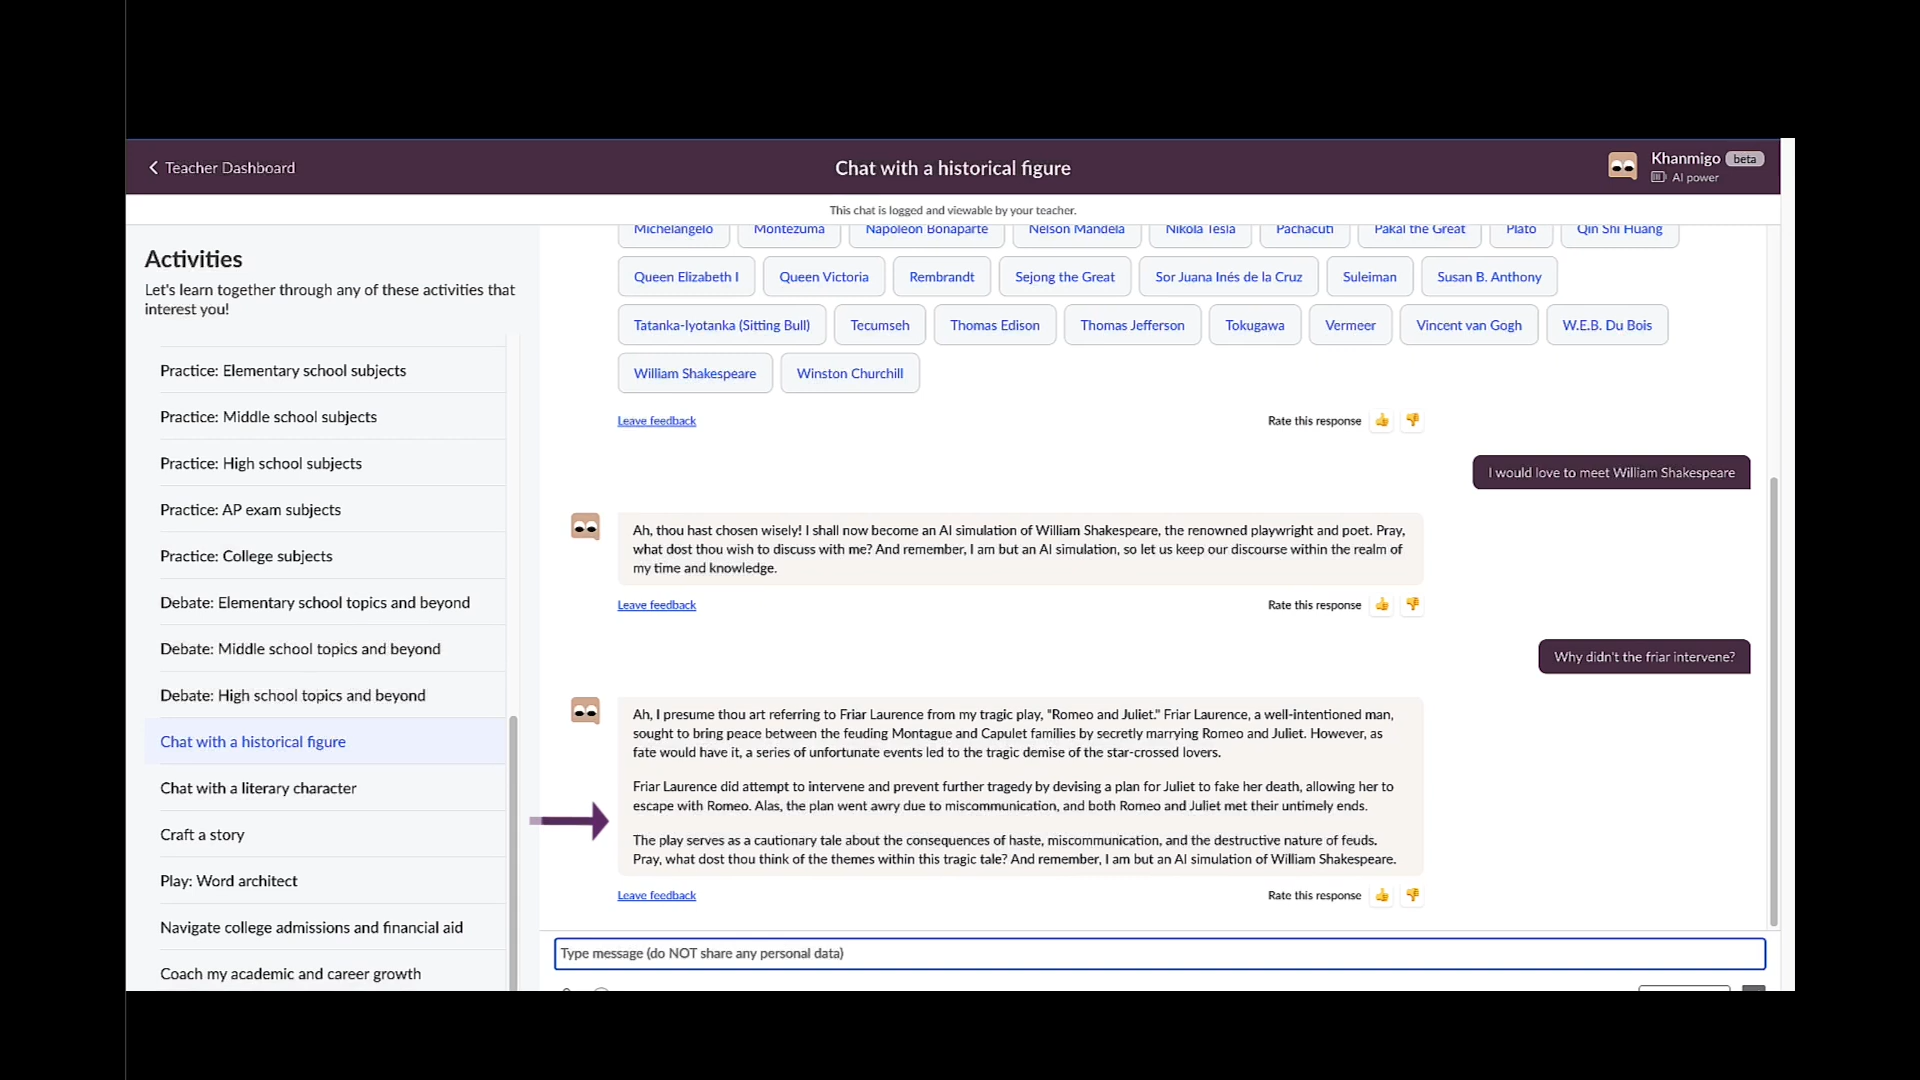 Teacher Dashboard
Chat with a historical figure
Khanmigo beta
AI power
This chat is logged and viewable by your teacher.
Activities
Let's learn together through any of these activities that
interest you!
Practice: Elementary school subjects
Practice: Middle school subjects
Practice: High school subjects
Practice: AP exam subjects
Practice: College subjects
Debate: Elementary school topics and beyond
Debate: Middle school topics and beyond
Debate: High school topics and beyond
Chat with a historical figure
Chat with a literary character
Craft a story
Play: Word architect
Navigate college admissions and financial aid
Coach my academic and career growth
Michelangelo Montezuma Napoleon Bonaparte Nelson Mandela Nikola Tesla Pachacuti Pakal the Great Plato Qin Shi Huang
Queen Elizabeth I Queen Victoria Rembrandt Sejong the Great Sor Juana Inés de la Cruz Suleiman Susan B. Anthony
Tatanka-Iyotanka (Sitting Bull) Tecumseh Thomas Edison Thomas Jefferson Tokugawa Vermeer Vincent van Gogh W.E.B. Du Bois
William Shakespeare Winston Churchill
Leave feedback Rate this response
I would love to meet William Shakespeare
Ah, thou hast chosen wisely! I shall now become an AI simulation of William Shakespeare, the renowned playwright and poet. Pray,
what dost thou wish to discuss with me? And remember, I am but an AI simulation, so let us keep our discourse within the realm of
my time and knowledge.
Leave feedback Rate this response
Why didn't the friar intervene?
Ah, I presume thou art referring to Friar Laurence from my tragic play, "Romeo and Juliet." Friar Laurence, a well-intentioned man,
sought to bring peace between the feuding Montague and Capulet families by secretly marrying Romeo and Juliet. However, as
fate would have it, a series of unfortunate events led to the tragic demise of the star-crossed lovers.
Friar Laurence did attempt to intervene and prevent further tragedy by devising a plan for Juliet to fake her death, allowing her to
escape with Romeo. Alas, the plan went awry due to miscommunication, and both Romeo and Juliet met their untimely ends.
The play serves as a cautionary tale about the consequences of haste, miscommunication, and the destructive nature of feuds.
Pray, what dost thou think of the themes within this tragic tale? And remember, I am but an AI simulation of William Shakespeare.
Leave feedback Rate this response
Type message (do NOT share any personal data)